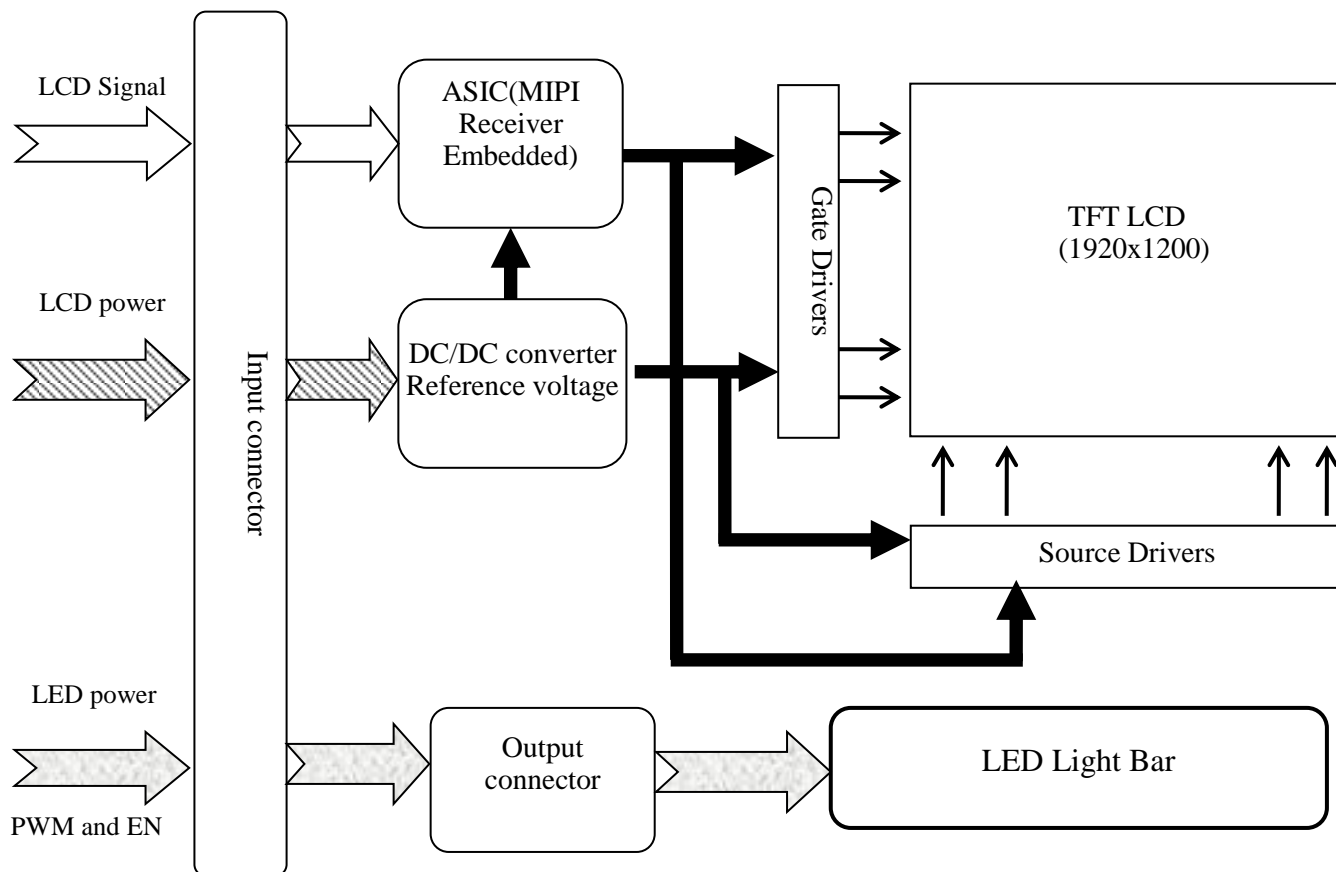 LCD Signal
ASIC(MIPI
Receiver
Embedded)
Gate Drivers
TFT LCD
(1920x1200)
LCD power
Input connector
DC/DC converter
Reference voltage
Source Drivers
LED power
PWM and EN
Output
connector
LED Light Bar